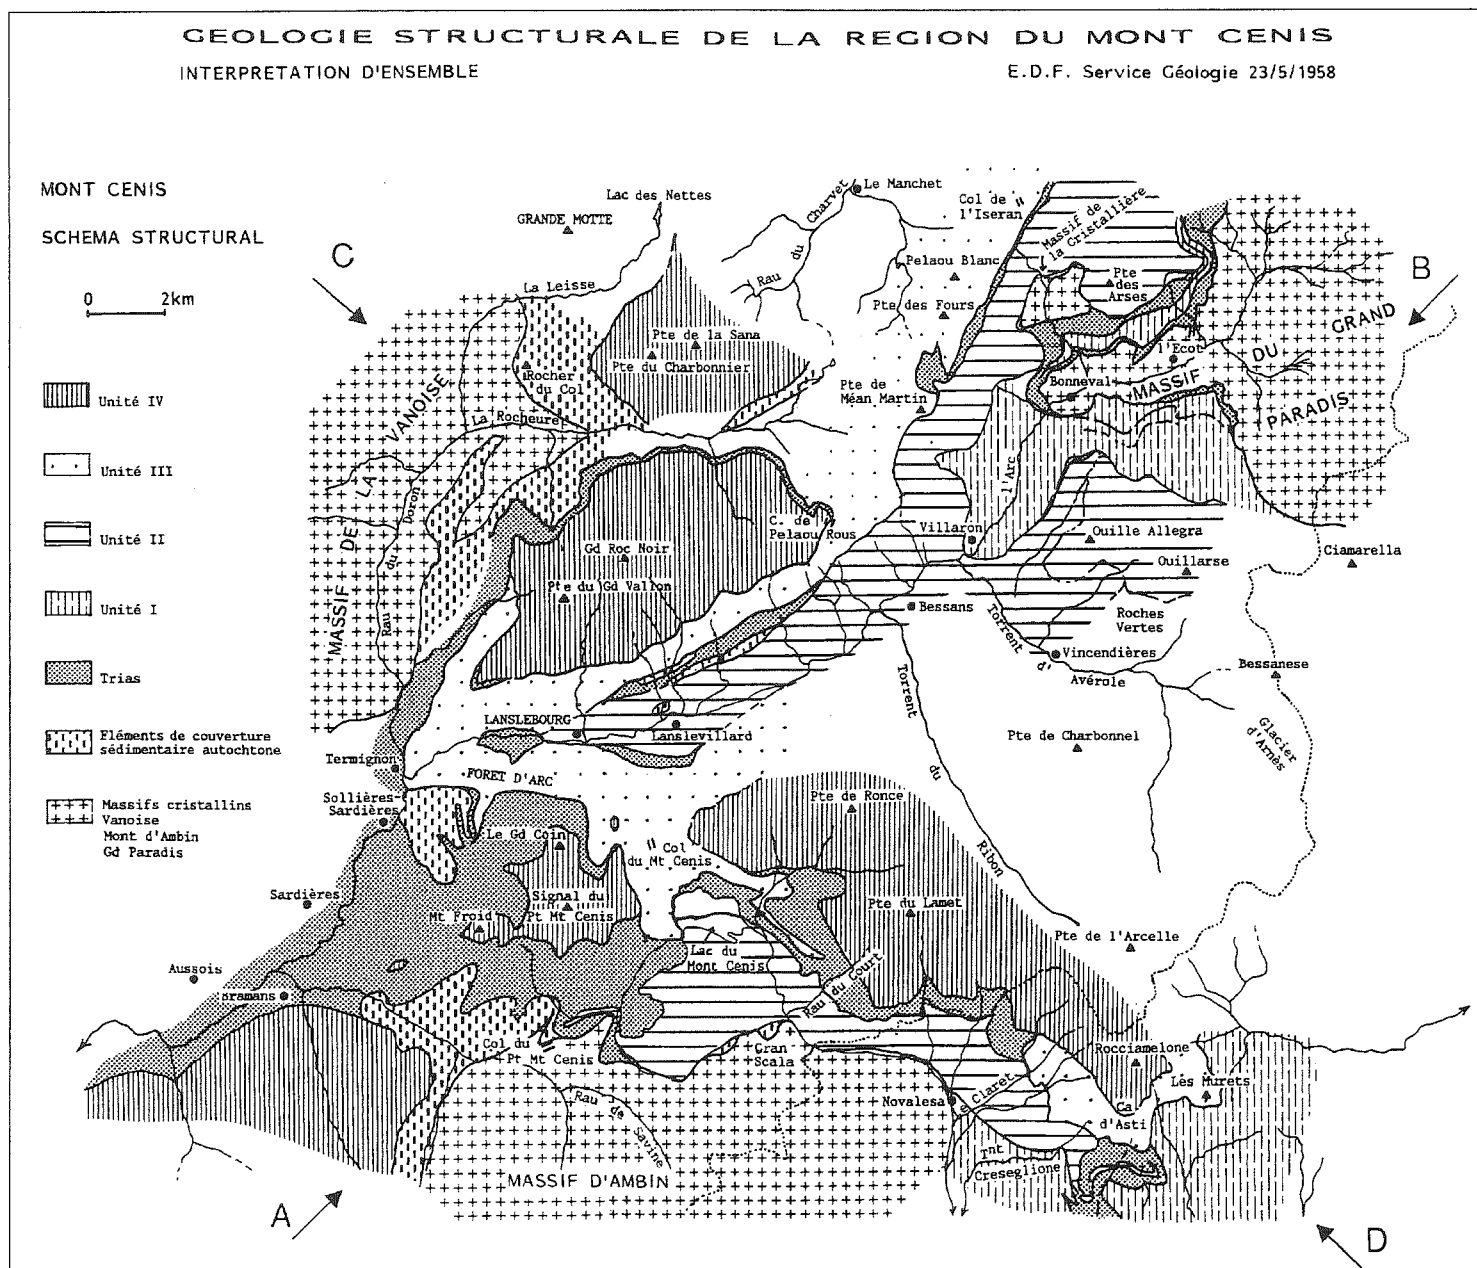 GEOLOGIE STRUCTURALE DE LA REGION DU MONT CENIS
INTERPRETATION D'ENSEMBLE
E.D.F. Service Géologie 23/5/1958
MONT CENIS
SCHEMA STRUCTURAL
0 2km
Unité IV
Unité III
Unité II
Unité I
Trias
Eléments de couverture
sédimentaire autochtone
Massifs cristallins
Vanoise
Mont d'Ambin
Gd Paradis
C
B
A
D
Lac des Nettes
GRANDE MOTTE
Le Manchet
Rau du Charvet
Col de
l'Iseran
Massif de
la Cristallière
Pelaou Blanc
Pte
des
Arses
Pte des Fours
La Leisse
Pte de la Sana
Pte du Charbonnier
Rocher
du Col
La Rocheure
Pte de
Méan Martin
l'Ecot
Bonneval
MASSIF
DU
GRAND
PARADIS
MASSIF DE LA VANOISE
Rau du Doron
l'Arc
C. de
Pelaou Rous
Villaron
Ouille Allegra
Ciamarella
Gd Roc Noir
Pte du Gd Vallon
Ouillarse
Bessans
Roches
Vertes
Torrent d'
Avérole
Vincendières
Bessanese
LANSLEBOURG
Lanslevillard
Pte de Charbonnel
Glacier
d'Arnès
Termignon
FORET D'ARC
Sollières-
Sardières
Pte de Ronce
Torrent du Ribon
Le Gd Coin
Col
du Mt Cenis
Sardières
Signal du
Pt Mt Cenis
Mt Froid
Pte du Lamet
Pte de l'Arcelle
Lac du
Mont Cenis
Aussois
Bramans
Rau du Court
Col du
Pt Mt Cenis
Gran
Scala
Rocciamelone
Les Murets
Rau de
Savine
Novalesa
Claret
Ca
d'Asti
Tnt
Creseglione
MASSIF D'AMBIN